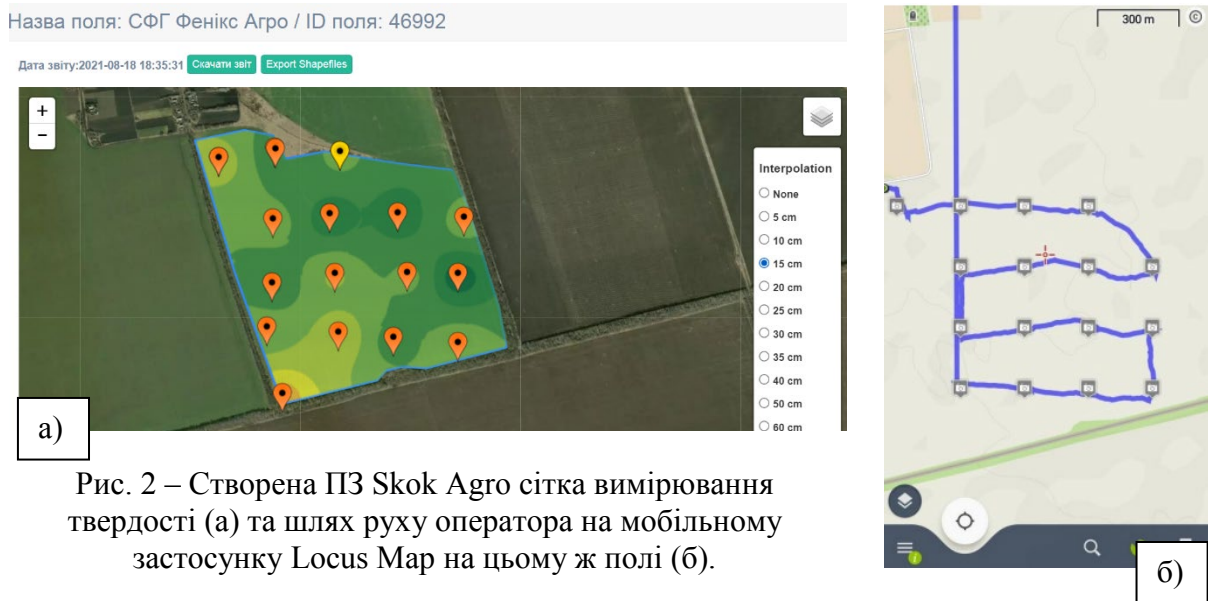 Назва поля: СФГ Фенікс Агро / ID поля: 46992
Дата звіту:2021-08-18 18:35:31 Скачати звіт Export Shapefiles
+
−
Interpolation
None
5 cm
10 cm
15 cm
20 cm
25 cm
30 cm
35 cm
40 cm
50 cm
60 cm
а)
300 m
©
б)
Рис. 2 – Створена ПЗ Skok Agro сітка вимірювання
твердості (а) та шлях руху оператора на мобільному
застосунку Locus Map на цьому ж полі (б).